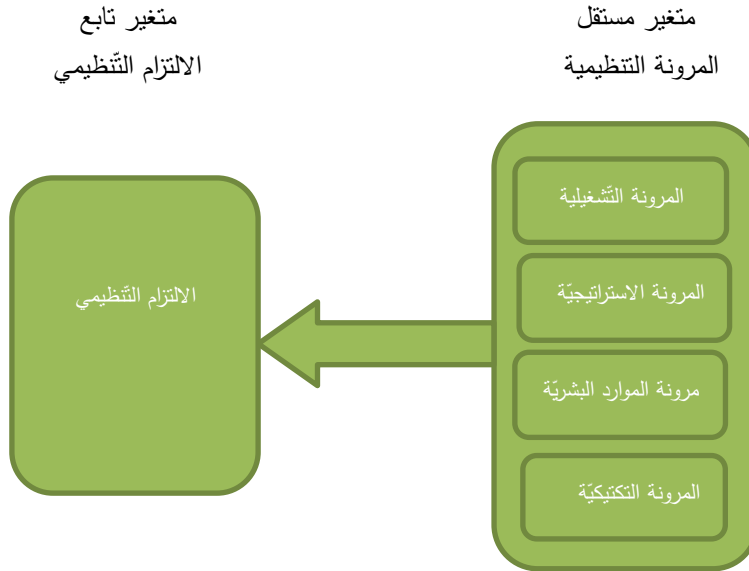 متغير مستقل
المرونة التنظيمية
المرونة التّشغيلية
المرونة الاستراتيجيّة
مرونة الموارد البشريّة
المرونة التكتيكيّة
متغير تابع
الالتزام التّنظيمي
الالتزام التّنظيمي